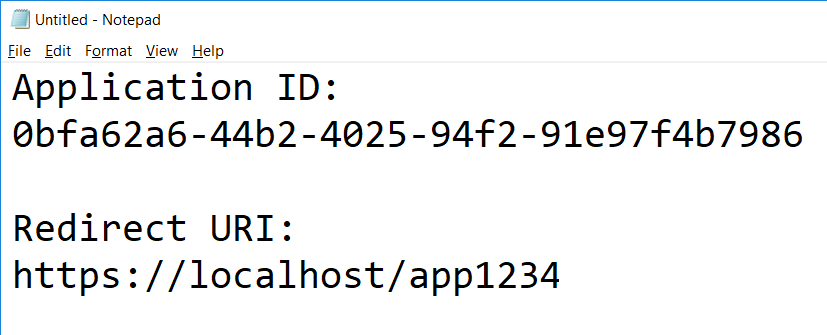 Untitled - Notepad
File Edit Format View Help
Application ID:
0bfa62a6-44b2-4025-94f2-91e97f4b7986
Redirect URI:
https://localhost/app1234